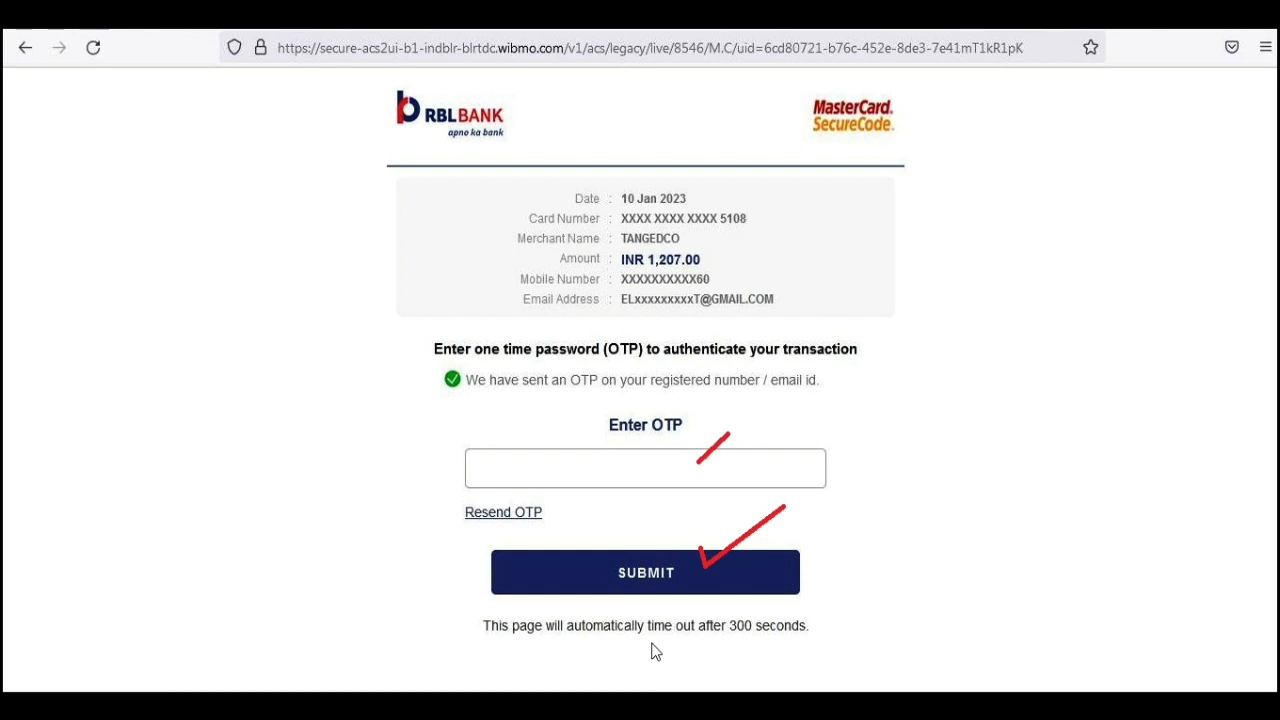 https://secure-acs2ui-b1-indblr-blrtdc.wibmo.com/v1/acs/legacy/live/8546/M.C/uid=6cd80721-b76c-452e-8de3-7e41mT1kR1pK
RBLBANK
apno ka bank
MasterCard.
SecureCode.
Date : 10 Jan 2023
Card Number : XXXX XXXX XXXX 5108
Merchant Name : TANGEDCO
Amount : INR 1,207.00
Mobile Number : XXXXXXXXXX60
Email Address : ELxxxxxxxxxT@GMAIL.COM
Enter one time password (OTP) to authenticate your transaction
We have sent an OTP on your registered number / email id.
Enter OTP
Resend OTP
SUBMIT
This page will automatically time out after 300 seconds.